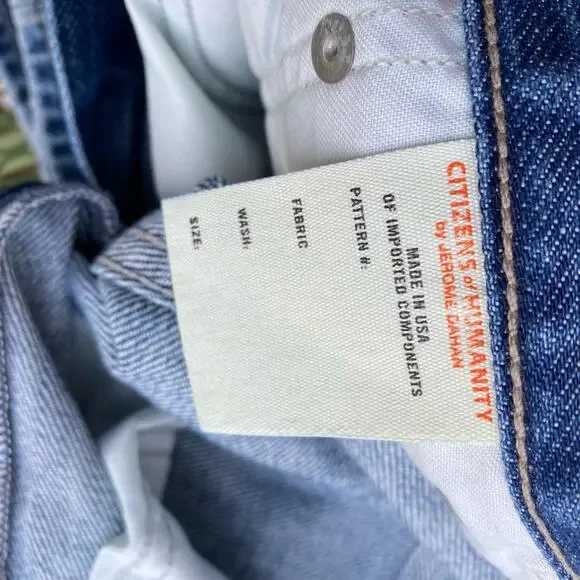 CITIZENS of HUMANITY
by JEROME DAHAN
MADE IN USA
OF IMPORTED COMPONENTS
PATTERN #:
FABRIC
WASH:
SIZE: